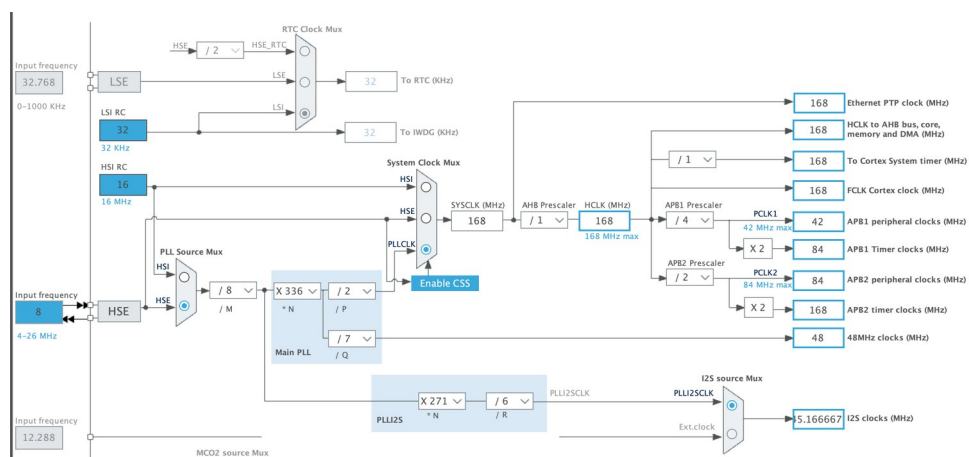 RTC Clock Mux
HSE
/ 2
HSE_RTC
Input frequency
32.768
0-1000 KHz
LSE
LSE
32
To RTC (KHz)
LSI RC
32
32 KHz
LSI
32
To IWDG (KHz)
HSI RC
16
16 MHz
System Clock Mux
HSI
HSE
PLLCLK
SYSCLK (MHz)
168
AHB Prescaler
/ 1
HCLK (MHz)
168
168 MHz max
168
Ethernet PTP clock (MHz)
168
HCLK to AHB bus, core,
memory and DMA (MHz)
/ 1
168
To Cortex System timer (MHz)
168
FCLK Cortex clock (MHz)
APB1 Prescaler
/ 4
PCLK1
42 MHz max
42
APB1 peripheral clocks (MHz)
X 2
84
APB1 Timer clocks (MHz)
APB2 Prescaler
/ 2
PCLK2
84 MHz max
84
APB2 peripheral clocks (MHz)
X 2
168
APB2 timer clocks (MHz)
PLL Source Mux
HSI
HSE
Input frequency
8
4-26 MHz
HSE
/ 8
/ M
X 336
* N
/ 2
/ P
Enable CSS
/ 7
/ Q
Main PLL
48
48MHz clocks (MHz)
X 271
* N
/ 6
/ R
PLLI2S
PLLI2SCLK
I2S source Mux
PLLI2SCLK
Ext.clock
5.166667
I2S clocks (MHz)
Input frequency
12.288
MCO2 source Mux